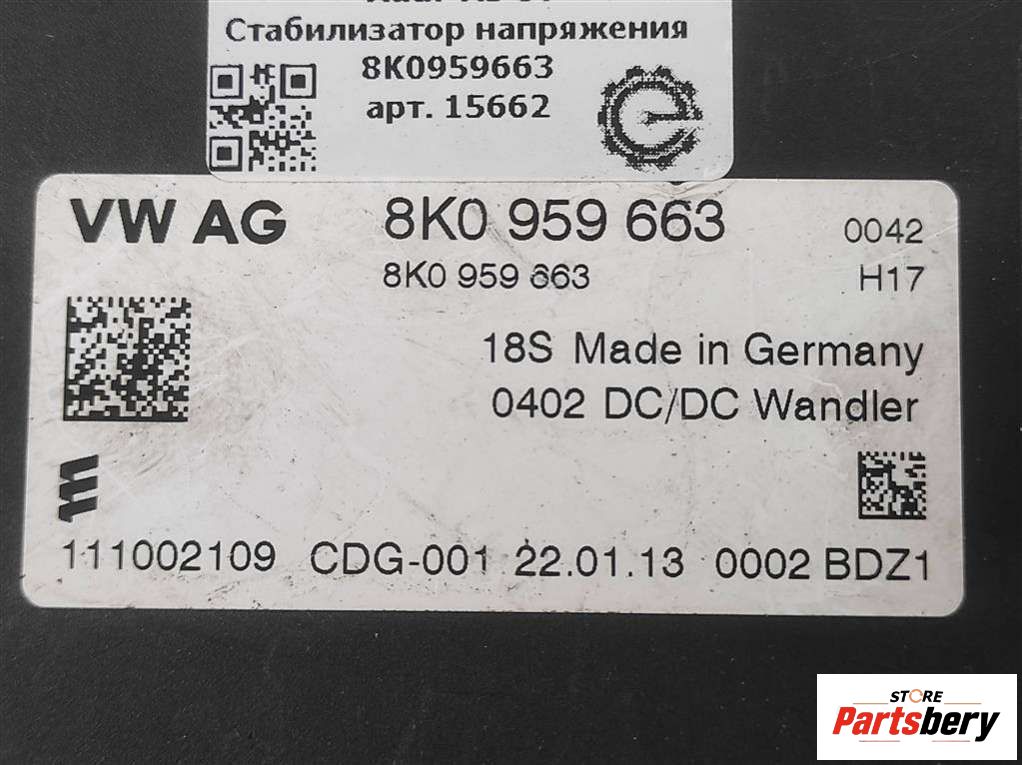 Стабилизатор напряжения
8K0959663
арт. 15662
VW AG 8K0 959 663 0042
8K0 959 663 H17
18S Made in Germany
0402 DC/DC Wandler
111002109 CDG-001 22.01.13 0002 BDZ1
STORE
Partsbery